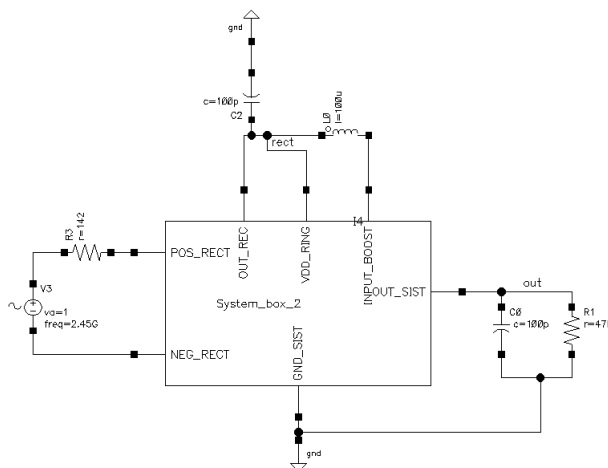 gnd
c=100p
C2
L0
l=100u
rect
I4
R3
r=142
POS_RECT
OUT_REC
VDD_RING
INPUT_BOOST
OUT_SIST
out
V3
va=1
freq=2.45G
System_box_2
C0
c=100p
R1
NEG_RECT
GND_SIST
gnd